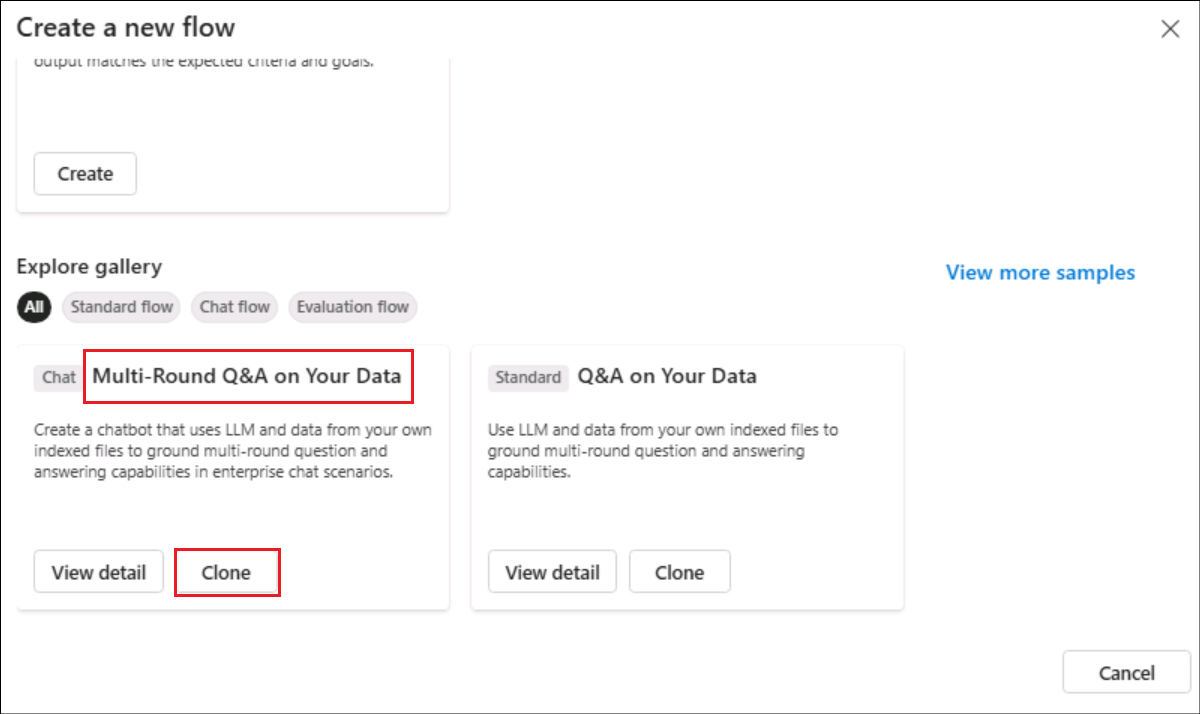 Create a new flow
output matches the expected criteria and goals.
Create
Explore gallery
View more samples
All Standard flow Chat flow Evaluation flow
Chat Multi-Round Q&A on Your Data
Create a chatbot that uses LLM and data from your own
indexed files to ground multi-round question and
answering capabilities in enterprise chat scenarios.
View detail Clone
Standard Q&A on Your Data
Use LLM and data from your own indexed files to
ground multi-round question and answering
capabilities.
View detail Clone
Cancel